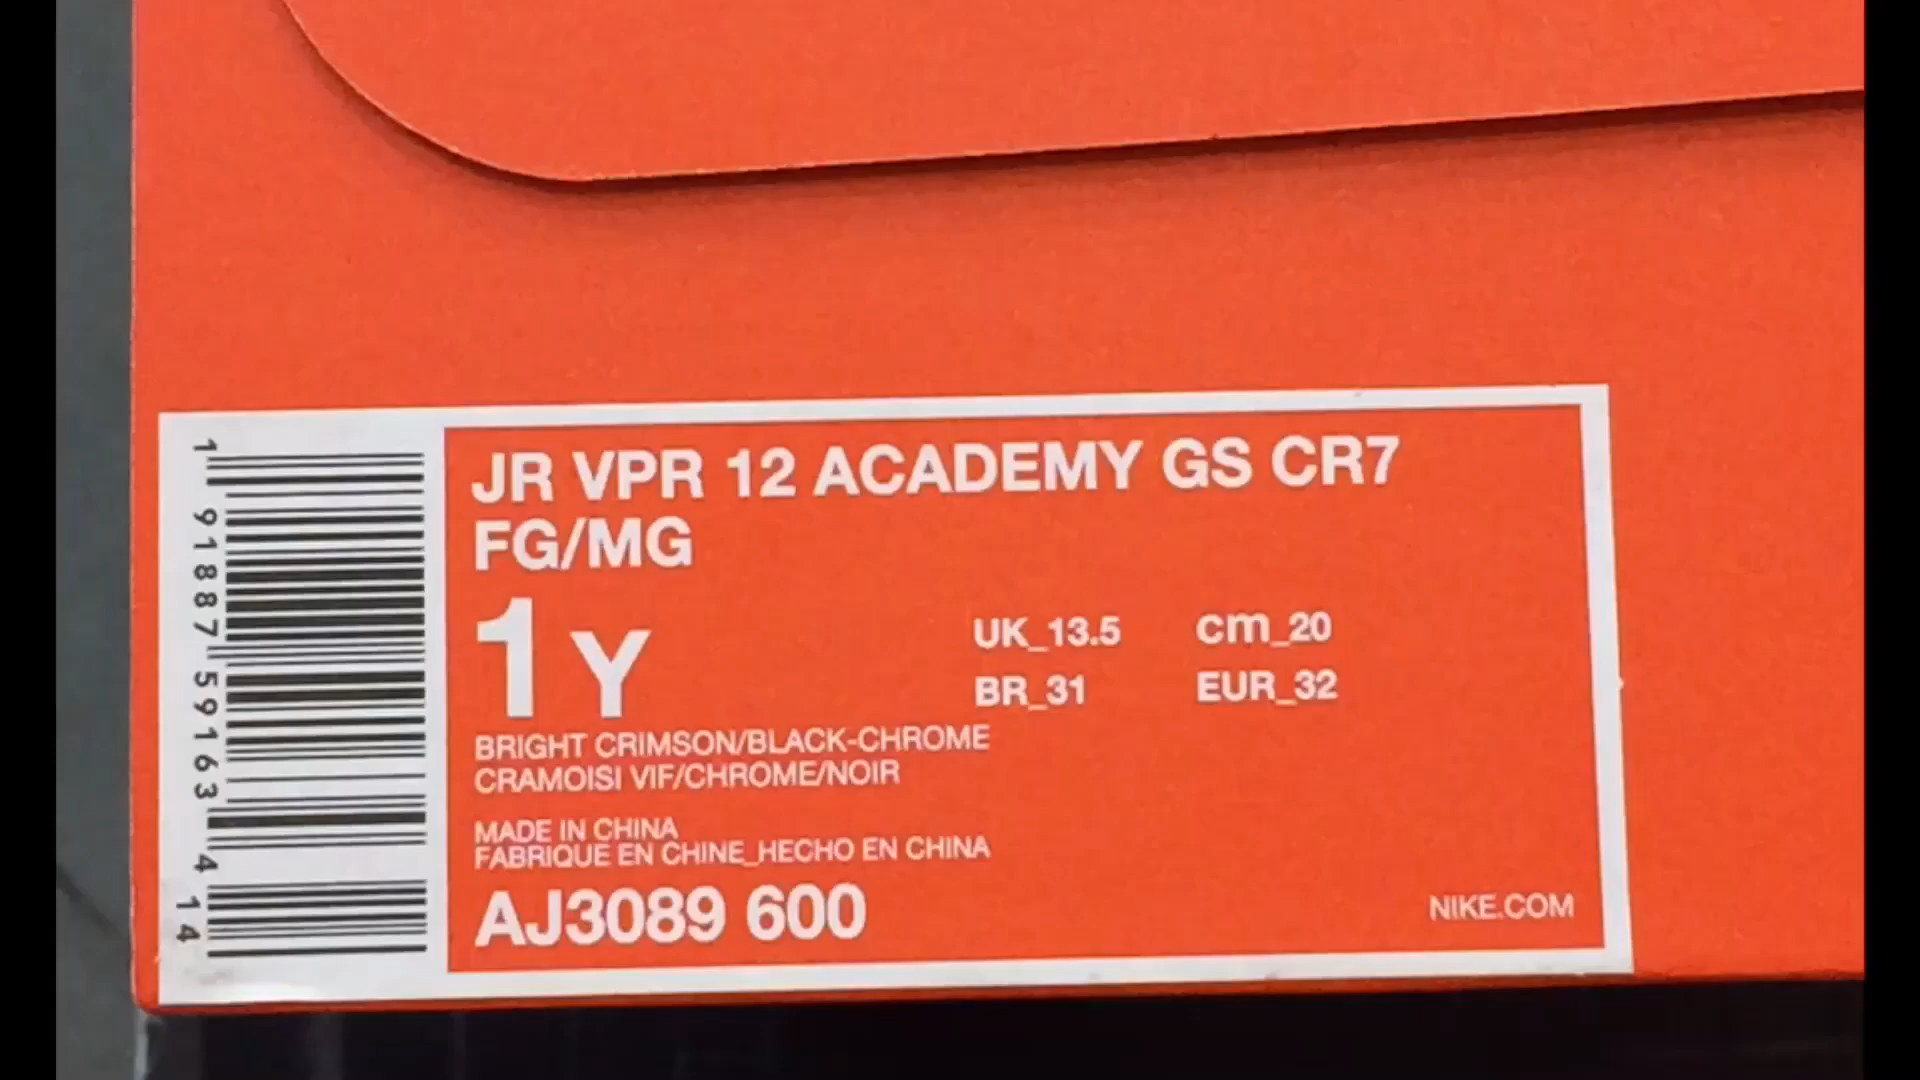 JR VPR 12 ACADEMY GS CR7
FG/MG
1Y
UK_13.5 cm_20
BR_31 EUR_32
BRIGHT CRIMSON/BLACK-CHROME
CRAMOISI VIF/CHROME/NOIR
MADE IN CHINA
FABRIQUE EN CHINE_HECHO EN CHINA
AJ3089 600
NIKE.COM
1 91887 59163 4
14